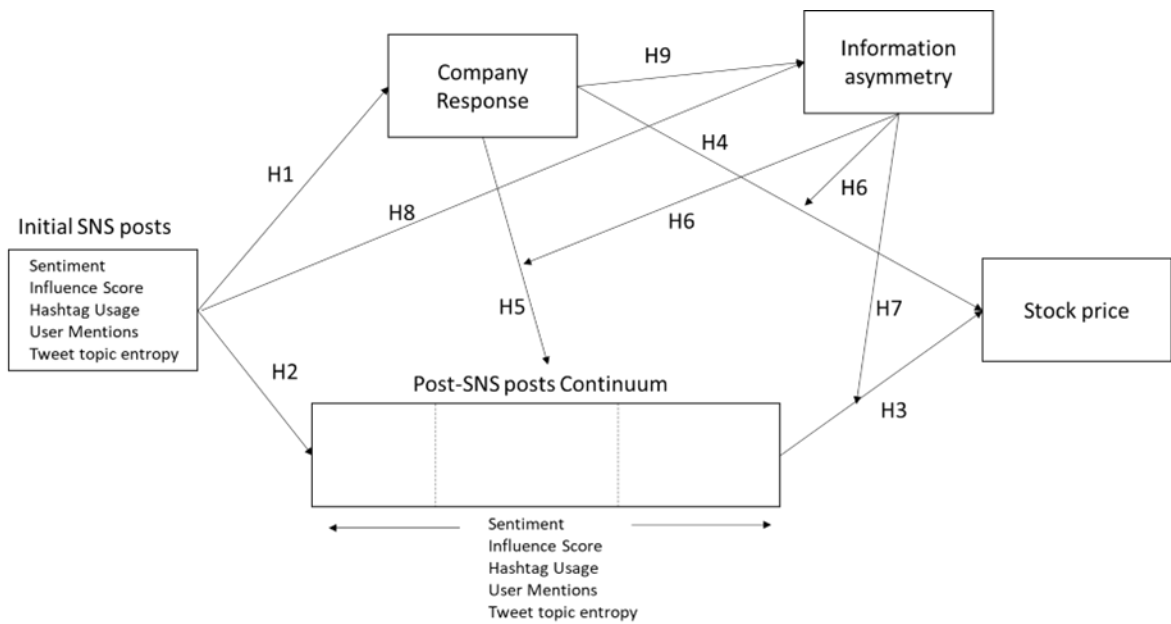 Company
Response
Information
asymmetry
H9
H4
H1
H6
H8
H6
Initial SNS posts
Sentiment
Influence Score
Hashtag Usage
User Mentions
Tweet topic entropy
H5
H7
Stock price
H2
Post-SNS posts Continuum
H3
Sentiment
Influence Score
Hashtag Usage
User Mentions
Tweet topic entropy